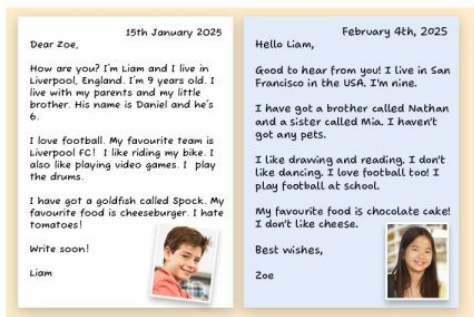 15th January 2025
Dear Zoe,
How are you? I'm Liam and I live in
Liverpool, England. I'm 9 years old. I
live with my parents and my little
brother. His name is Daniel and he's
6.
I love football. My favourite team is
Liverpool FC! I like riding my bike. I
also like playing video games. I play
the drums.
I have got a goldfish called Spock. My
favourite food is cheeseburger. I hate
tomatoes!
Write soon!
Liam
February 4th, 2025
Hello Liam,
Good to hear from you! I live in San
Francisco in the USA. I'm nine.
I have got a brother called Nathan
and a sister called Mia. I haven't
got any pets.
I like drawing and reading. I don't
like dancing. I love football too! I
play football at school.
My favourite food is chocolate cake!
I don't like cheese.
Best wishes,
Zoe